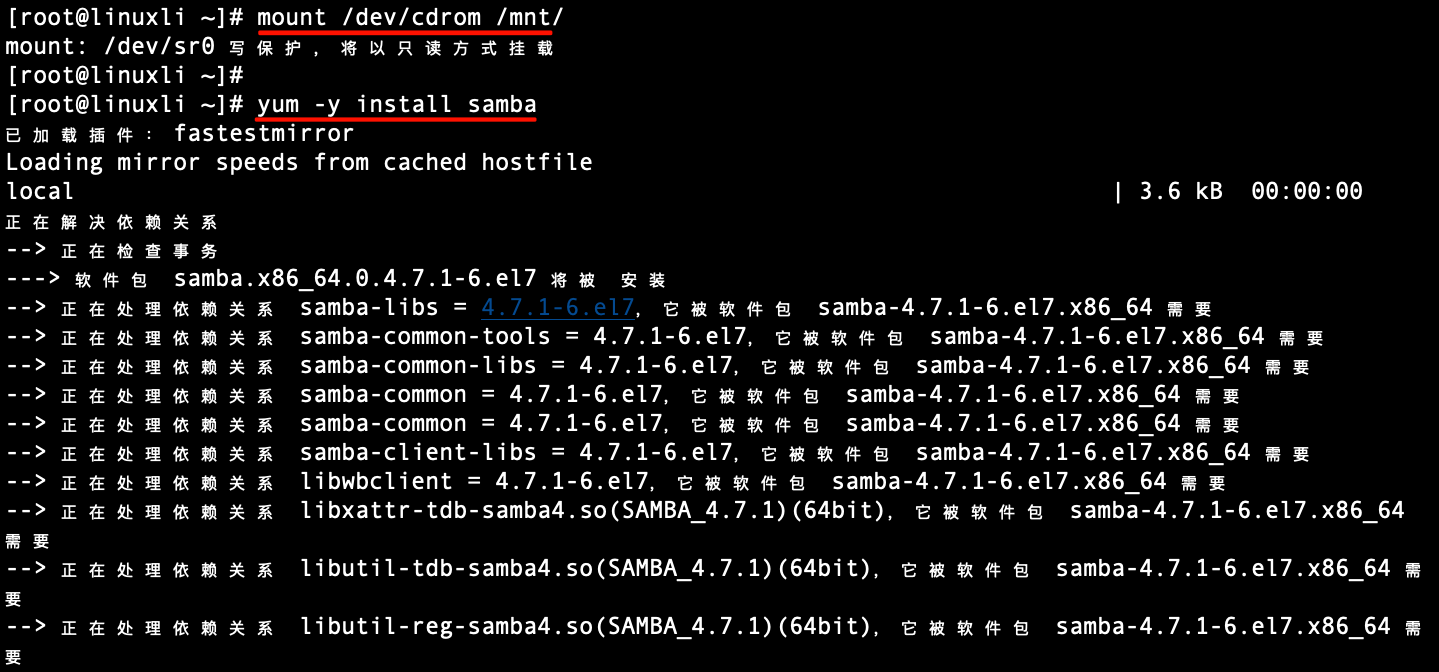 [root@linuxli ~]# mount /dev/cdrom /mnt/
mount: /dev/sr0 写保护，将以只读方式挂载
[root@linuxli ~]#
[root@linuxli ~]# yum -y install samba
已加载插件：fastestmirror
Loading mirror speeds from cached hostfile
local | 3.6 kB 00:00:00
正在解决依赖关系
--> 正在检查事务
---> 软件包 samba.x86_64.0.4.7.1-6.el7 将被 安装
--> 正在处理依赖关系 samba-libs = 4.7.1-6.el7，它被软件包 samba-4.7.1-6.el7.x86_64 需要
--> 正在处理依赖关系 samba-common-tools = 4.7.1-6.el7，它被软件包 samba-4.7.1-6.el7.x86_64 需要
--> 正在处理依赖关系 samba-common-libs = 4.7.1-6.el7，它被软件包 samba-4.7.1-6.el7.x86_64 需要
--> 正在处理依赖关系 samba-common = 4.7.1-6.el7，它被软件包 samba-4.7.1-6.el7.x86_64 需要
--> 正在处理依赖关系 samba-common = 4.7.1-6.el7，它被软件包 samba-4.7.1-6.el7.x86_64 需要
--> 正在处理依赖关系 samba-client-libs = 4.7.1-6.el7，它被软件包 samba-4.7.1-6.el7.x86_64 需要
--> 正在处理依赖关系 libwbclient = 4.7.1-6.el7，它被软件包 samba-4.7.1-6.el7.x86_64 需要
--> 正在处理依赖关系 libxattr-tdb-samba4.so(SAMBA_4.7.1)(64bit)，它被软件包 samba-4.7.1-6.el7.x86_64
需要
--> 正在处理依赖关系 libutil-tdb-samba4.so(SAMBA_4.7.1)(64bit)，它被软件包 samba-4.7.1-6.el7.x86_64 需
要
--> 正在处理依赖关系 libutil-reg-samba4.so(SAMBA_4.7.1)(64bit)，它被软件包 samba-4.7.1-6.el7.x86_64 需
要